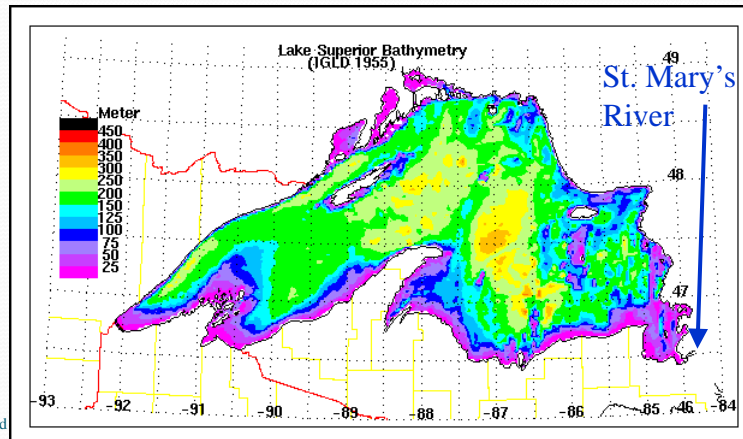 Lake Superior Bathymetry
(IGLD 1955)
49
St. Mary's
River
Meter
450
400
350
300
250
200
150
125
100
75
50
25
48
47
-93 -92 -91 -90 -89 -88 -87 -86 -85 46 -84
d